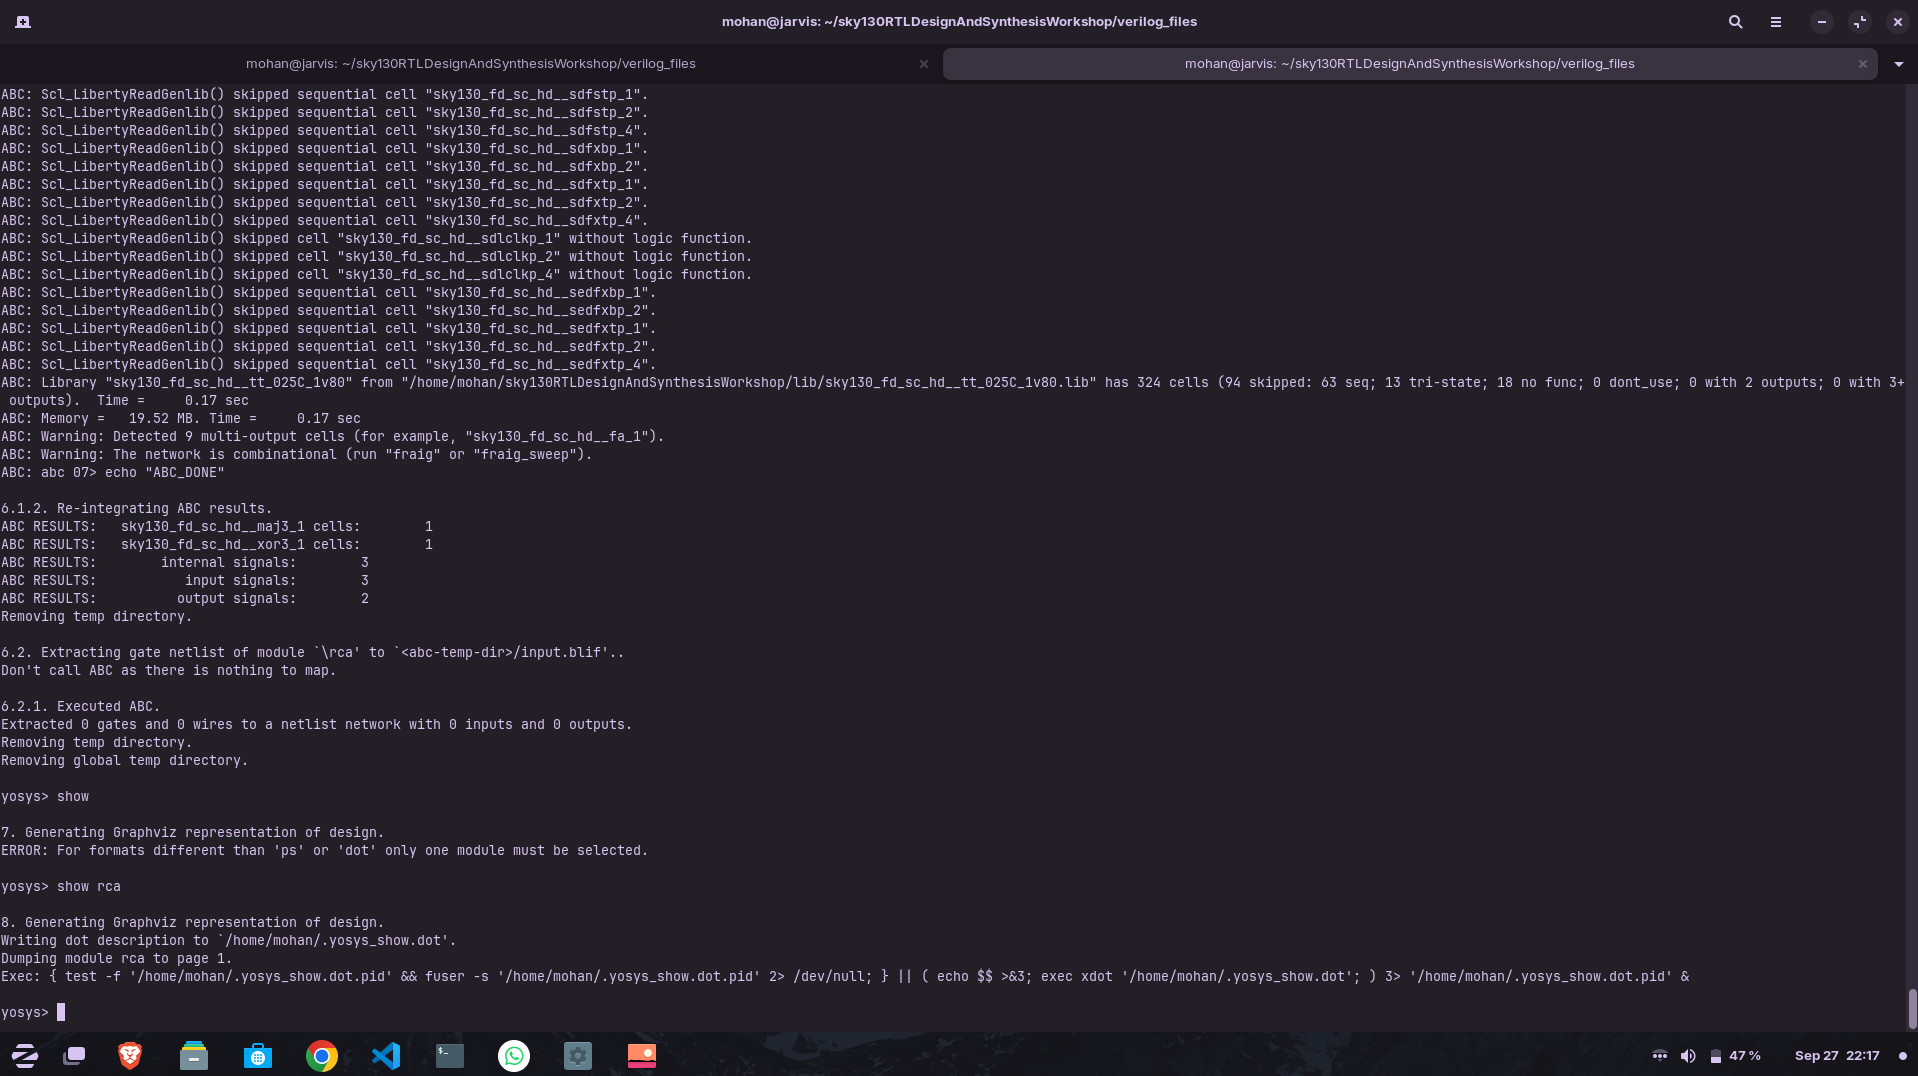 mohan@jarvis: ~/sky130RTLDesignAndSynthesisWorkshop/verilog_files
mohan@jarvis: ~/sky130RTLDesignAndSynthesisWorkshop/verilog_files
mohan@jarvis: ~/sky130RTLDesignAndSynthesisWorkshop/verilog_files
ABC: Scl_LibertyReadGenlib() skipped sequential cell "sky130_fd_sc_hd__sdfstp_1".
ABC: Scl_LibertyReadGenlib() skipped sequential cell "sky130_fd_sc_hd__sdfstp_2".
ABC: Scl_LibertyReadGenlib() skipped sequential cell "sky130_fd_sc_hd__sdfstp_4".
ABC: Scl_LibertyReadGenlib() skipped sequential cell "sky130_fd_sc_hd__sdfxbp_1".
ABC: Scl_LibertyReadGenlib() skipped sequential cell "sky130_fd_sc_hd__sdfxbp_2".
ABC: Scl_LibertyReadGenlib() skipped sequential cell "sky130_fd_sc_hd__sdfxtp_1".
ABC: Scl_LibertyReadGenlib() skipped sequential cell "sky130_fd_sc_hd__sdfxtp_2".
ABC: Scl_LibertyReadGenlib() skipped sequential cell "sky130_fd_sc_hd__sdfxtp_4".
ABC: Scl_LibertyReadGenlib() skipped cell "sky130_fd_sc_hd__sdlclkp_1" without logic function.
ABC: Scl_LibertyReadGenlib() skipped cell "sky130_fd_sc_hd__sdlclkp_2" without logic function.
ABC: Scl_LibertyReadGenlib() skipped cell "sky130_fd_sc_hd__sdlclkp_4" without logic function.
ABC: Scl_LibertyReadGenlib() skipped sequential cell "sky130_fd_sc_hd__sedfxbp_1".
ABC: Scl_LibertyReadGenlib() skipped sequential cell "sky130_fd_sc_hd__sedfxbp_2".
ABC: Scl_LibertyReadGenlib() skipped sequential cell "sky130_fd_sc_hd__sedfxtp_1".
ABC: Scl_LibertyReadGenlib() skipped sequential cell "sky130_fd_sc_hd__sedfxtp_2".
ABC: Scl_LibertyReadGenlib() skipped sequential cell "sky130_fd_sc_hd__sedfxtp_4".
ABC: Library "sky130_fd_sc_hd__tt_025C_1v80" from "/home/mohan/sky130RTLDesignAndSynthesisWorkshop/lib/sky130_fd_sc_hd__tt_025C_1v80.lib" has 324 cells (94 skipped: 63 seq; 13 tri-state; 18 no func; 0 dont_use; 0 with 2 outputs; 0 with 3+
 outputs).  Time =     0.17 sec
ABC: Memory =   19.52 MB. Time =     0.17 sec
ABC: Warning: Detected 9 multi-output cells (for example, "sky130_fd_sc_hd__fa_1").
ABC: Warning: The network is combinational (run "fraig" or "fraig_sweep").
ABC: abc 07> echo "ABC_DONE"
6.1.2. Re-integrating ABC results.
ABC RESULTS:   sky130_fd_sc_hd__maj3_1 cells:        1
ABC RESULTS:   sky130_fd_sc_hd__xor3_1 cells:        1
ABC RESULTS:        internal signals:        3
ABC RESULTS:           input signals:        3
ABC RESULTS:          output signals:        2
Removing temp directory.
6.2. Extracting gate netlist of module `\rca' to `<abc-temp-dir>/input.blif'..
Don't call ABC as there is nothing to map.
6.2.1. Executed ABC.
Extracted 0 gates and 0 wires to a netlist network with 0 inputs and 0 outputs.
Removing temp directory.
Removing global temp directory.
yosys> show
7. Generating Graphviz representation of design.
ERROR: For formats different than 'ps' or 'dot' only one module must be selected.
yosys> show rca
8. Generating Graphviz representation of design.
Writing dot description to `/home/mohan/.yosys_show.dot'.
Dumping module rca to page 1.
Exec: { test -f '/home/mohan/.yosys_show.dot.pid' && fuser -s '/home/mohan/.yosys_show.dot.pid' 2> /dev/null; } || ( echo $$ >&3; exec xdot '/home/mohan/.yosys_show.dot'; ) 3> '/home/mohan/.yosys_show.dot.pid' &
yosys>
47 % Sep 27 22:17